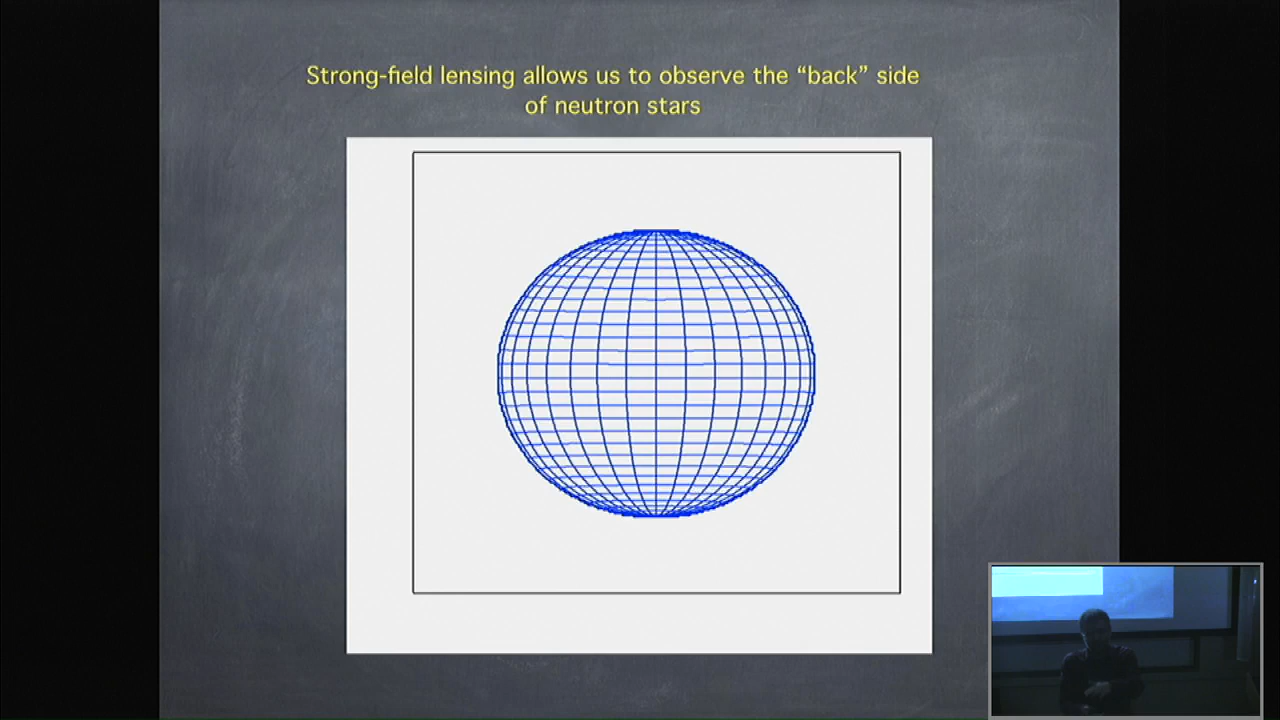 Strong-field lensing allows us to observe the “back” side
of neutron stars